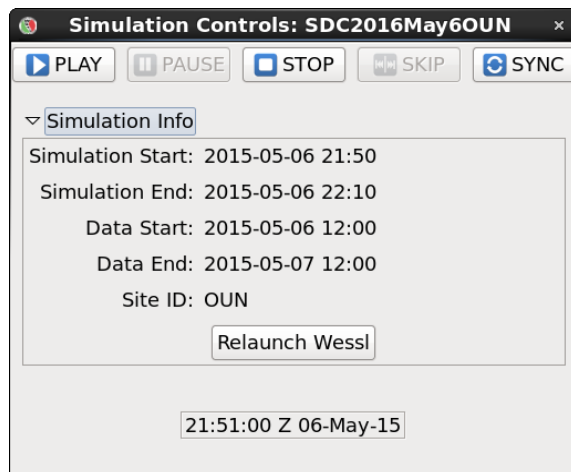 Simulation Controls: SDC2016May6OUN ×
PLAY PAUSE STOP SKIP SYNC
Simulation Info
Simulation Start: 2015-05-06 21:50
Simulation End: 2015-05-06 22:10
Data Start: 2015-05-06 12:00
Data End: 2015-05-07 12:00
Site ID: OUN
Relaunch Wessl
21:51:00 Z 06-May-15